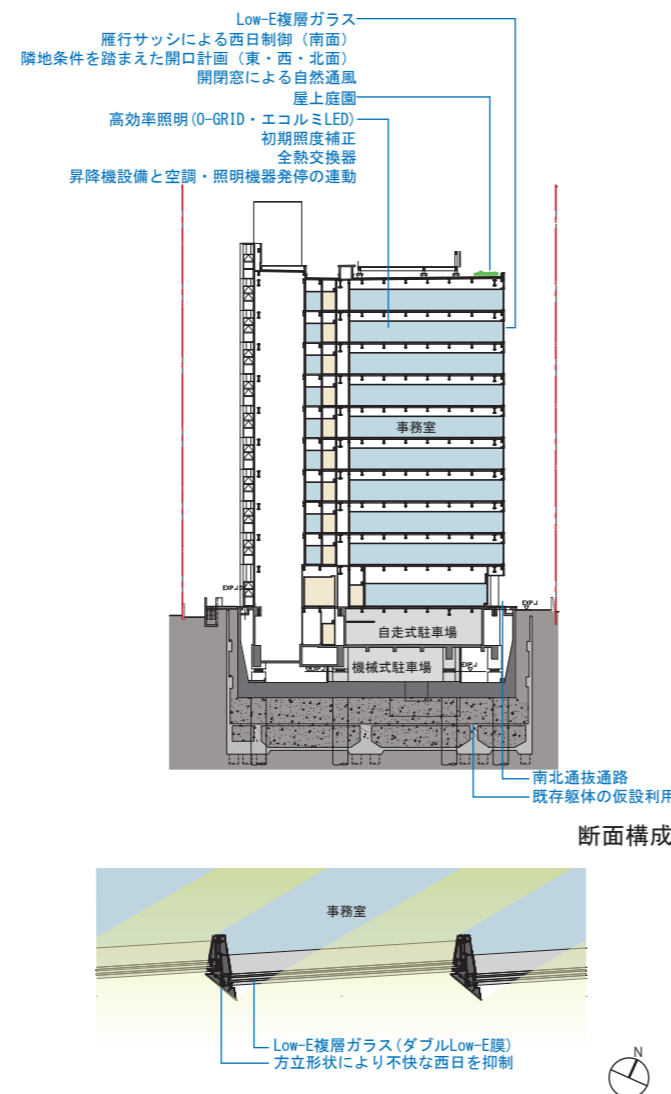 Low-E複層ガラス
雁行サッシによる西日制御（南面）
隣地条件を踏まえた開口計画（東・西・北面）
開閉窓による自然通風
屋上庭園
高効率照明(O-GRID・エコルミLED)
初期照度補正
全熱交換器
昇降機設備と空調・照明機器発停の連動
事務室
EXP.J
EXP.J
自走式駐車場
機械式駐車場
南北通抜通路
既存躯体の仮設利用
断面構成
事務室
Low-E複層ガラス(ダブルLow-E膜)
方立形状により不快な西日を抑制
N